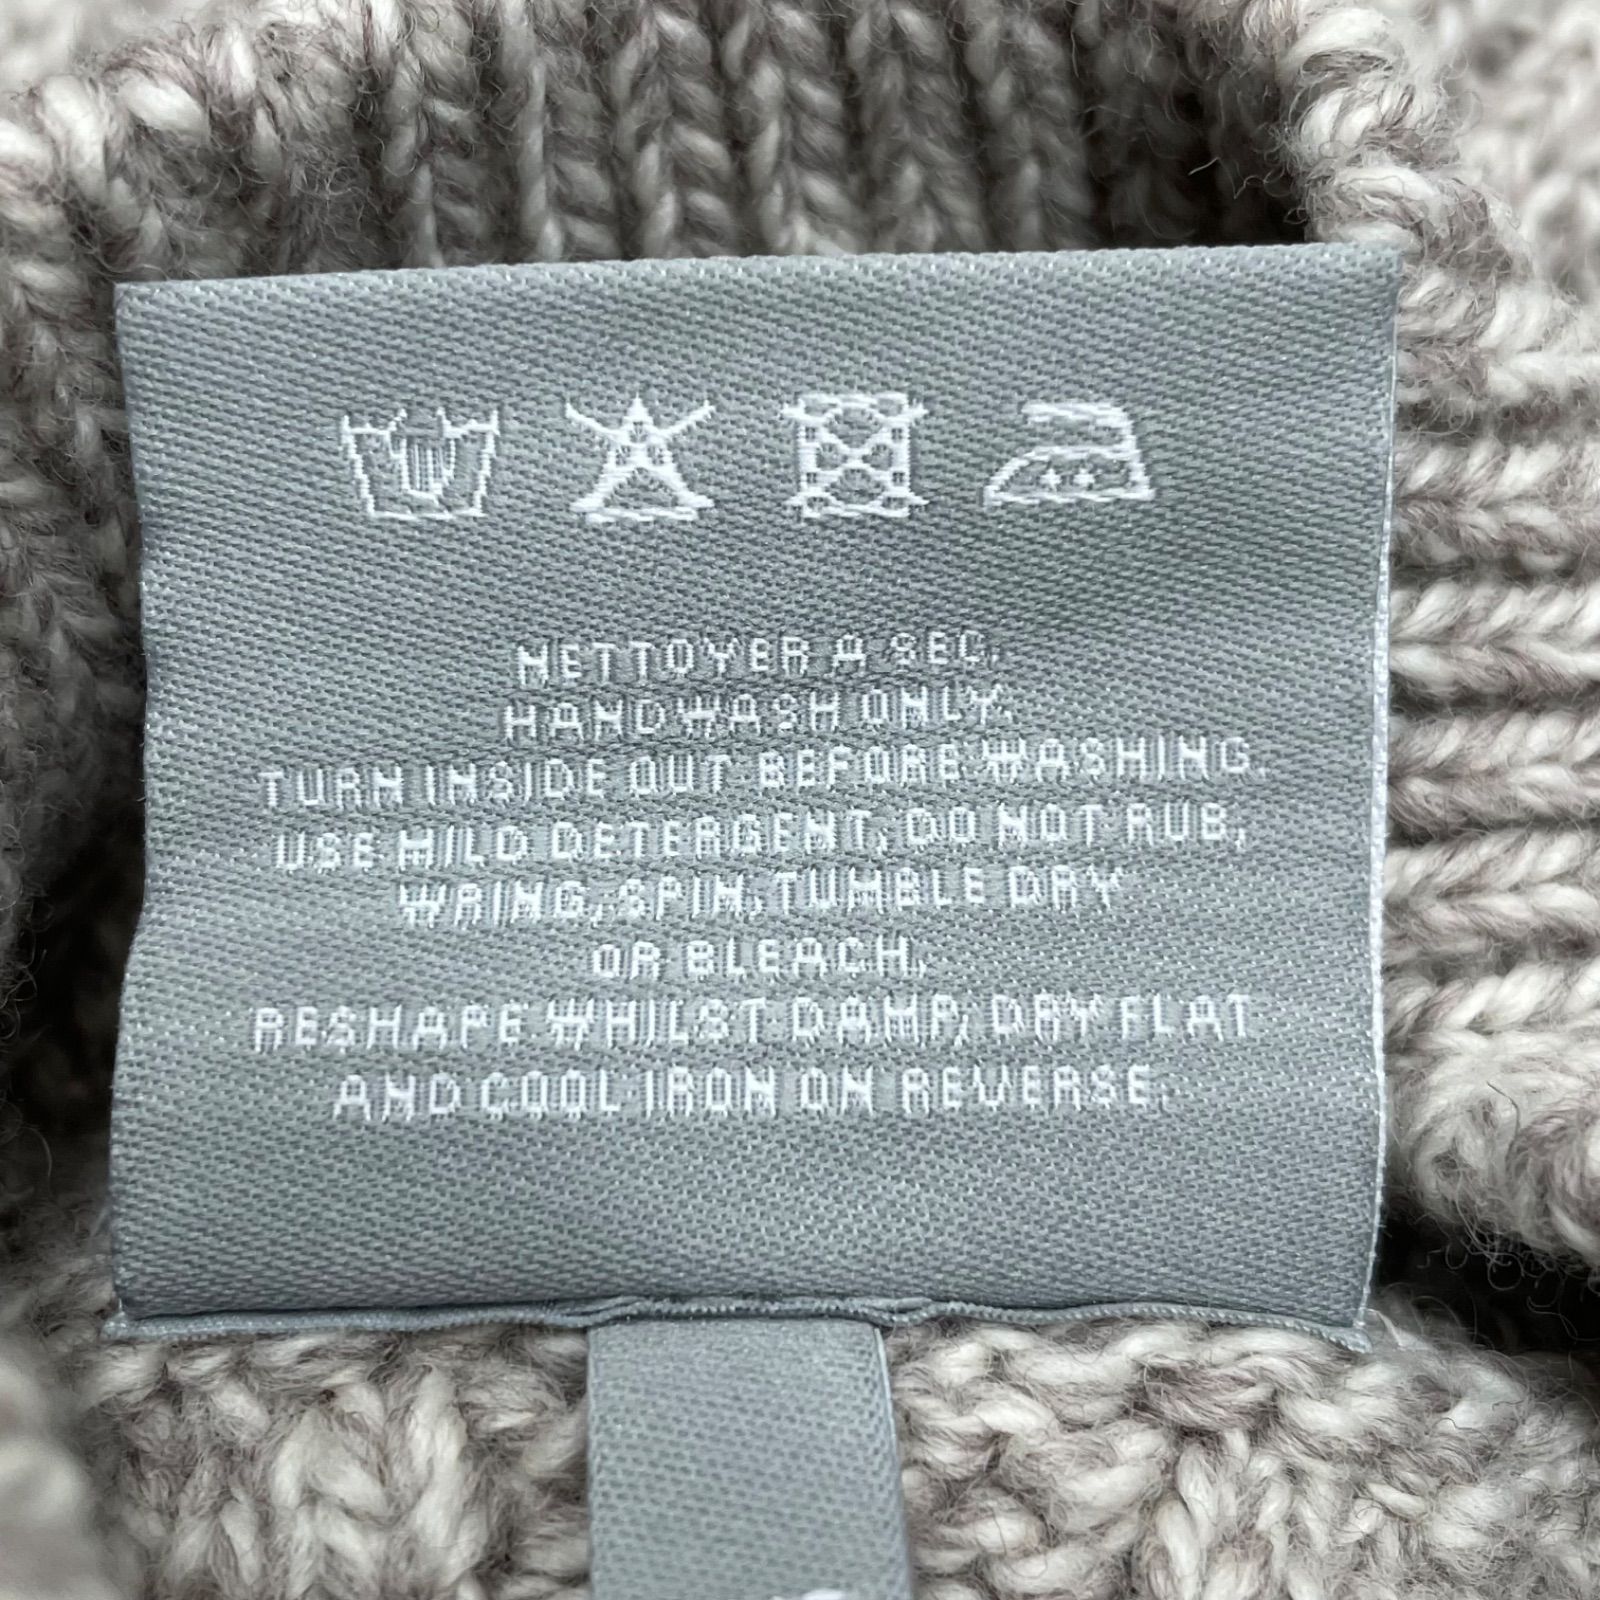 NETTOYER A SEC.
HANDWASH ONLY.
TURN INSIDE OUT BEFORE WASHING.
USE MILD DETERGENT, DO NOT RUB,
WRING, SPIN, TUMBLE DRY
OR BLEACH,
RESHAPE WHILST DAMP, DRY FLAT
AND COOL IRON ON REVERSE.